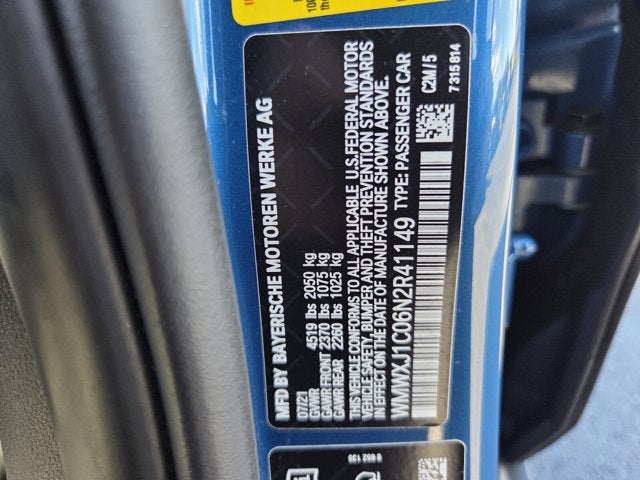 MFD BY BAYERISCHE MOTOREN WERKE AG
07/21
GVWR 4519 lbs 2050 kg
GAWR FRONT 2370 lbs 1075 kg
GAWR REAR 2260 lbs 1025 kg
THIS VEHICLE CONFORMS TO ALL APPLICABLE U.S.FEDERAL MOTOR
VEHICLE SAFETY, BUMPER AND THEFT PREVENTION STANDARDS
IN EFFECT ON THE DATE OF MANUFACTURE SHOWN ABOVE.
WMWXJ1C06N2R41149 TYPE: PASSENGER CAR
C2M/5
7 315 814